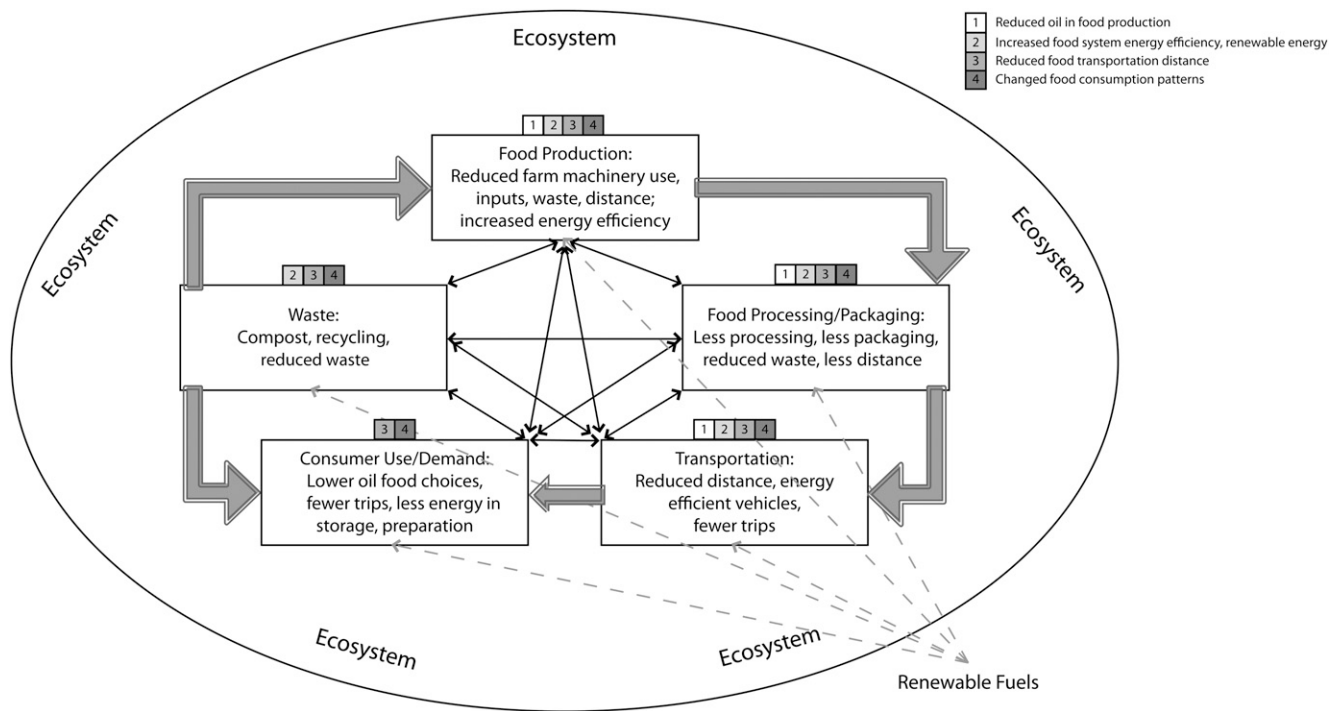 Ecosystem
1 Reduced oil in food production
2 Increased food system energy efficiency, renewable energy
3 Reduced food transportation distance
4 Changed food consumption patterns
1 2 3 4
Food Production:
Reduced farm machinery use,
inputs, waste, distance;
increased energy efficiency
Ecosystem
Ecosystem
2 3 4
Waste:
Compost, recycling,
reduced waste
1 2 3 4
Food Processing/Packaging:
Less processing, less packaging,
reduced waste, less distance
3 4
Consumer Use/Demand:
Lower oil food choices,
fewer trips, less energy in
storage, preparation
1 2 3 4
Transportation:
Reduced distance, energy
efficient vehicles,
fewer trips
Ecosystem
Ecosystem
Renewable Fuels